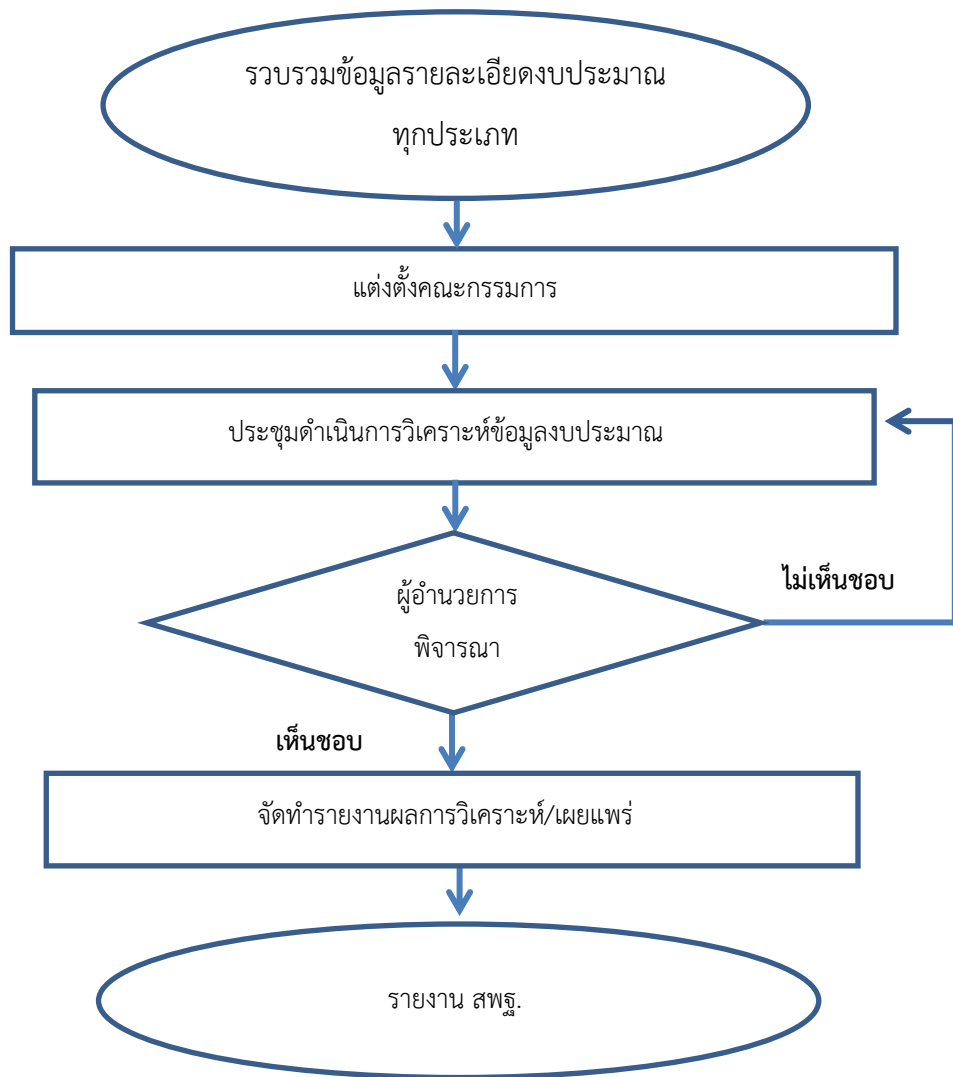 รวบรวมข้อมูลรายละเอียดงบประมาณ
ทุกประเภท
แต่งตั้งคณะกรรมการ
ประชุมดำเนินการวิเคราะห์ข้อมูลงบประมาณ
ผู้อำนวยการ
พิจารณา
ไม่เห็นชอบ
เห็นชอบ
จัดทำรายงานผลการวิเคราะห์/เผยแพร่
รายงาน สพฐ.